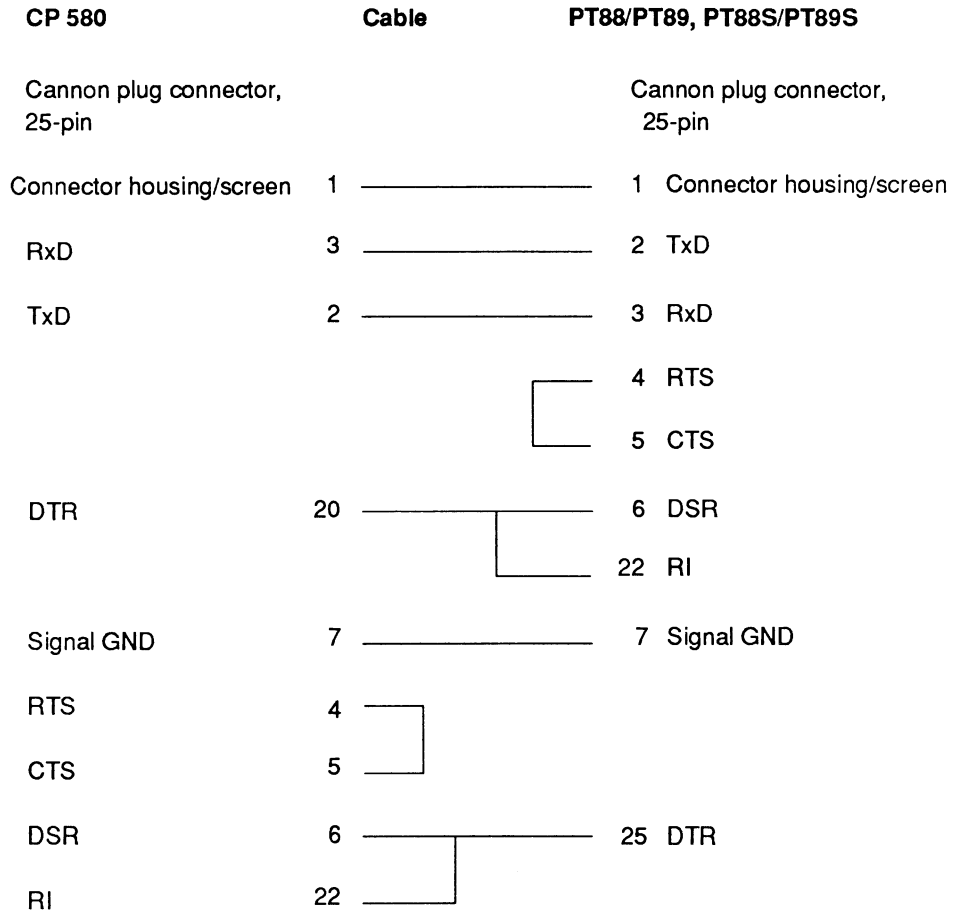 CP 580 Cable PT88/PT89, PT88S/PT89S
Cannon plug connector, Cannon plug connector,
25-pin 25-pin
Connector housing/screen 1 1 Connector housing/screen
RxD 3 2 TxD
TxD 2 3 RxD
4 RTS
5 CTS
DTR 20 6 DSR
22 RI
Signal GND 7 7 Signal GND
RTS 4
CTS 5
DSR 6 25 DTR
RI 22